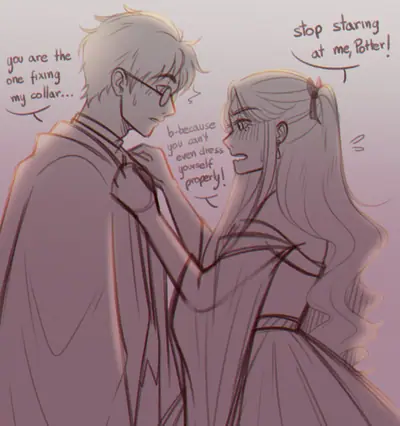 stop staring
at me, Potter!
you are the
one fixing
my collar...
b-because
you can't
even dress
yourself
properly!